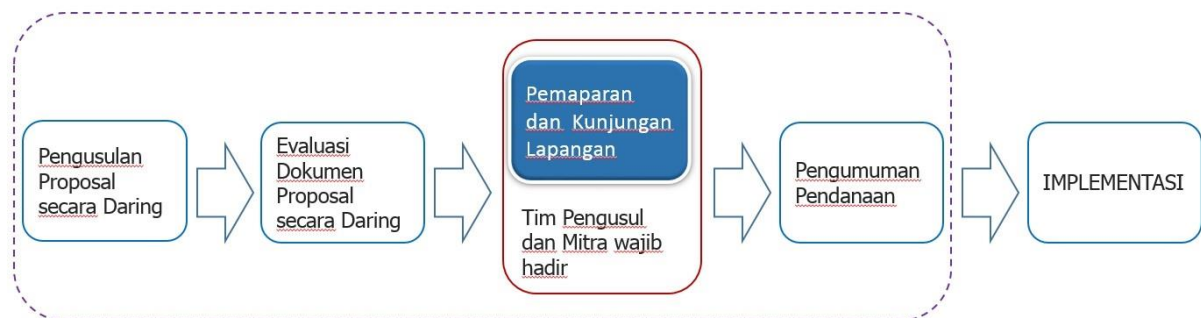 Pengusulan
Proposal
secara Daring
Evaluasi
Dokumen
Proposal
secara Daring
Pemaparan
dan Kunjungan
Lapangan
Tim Pengusul
dan Mitra wajib
hadir
Pengumuman
Pendanaan
IMPLEMENTASI